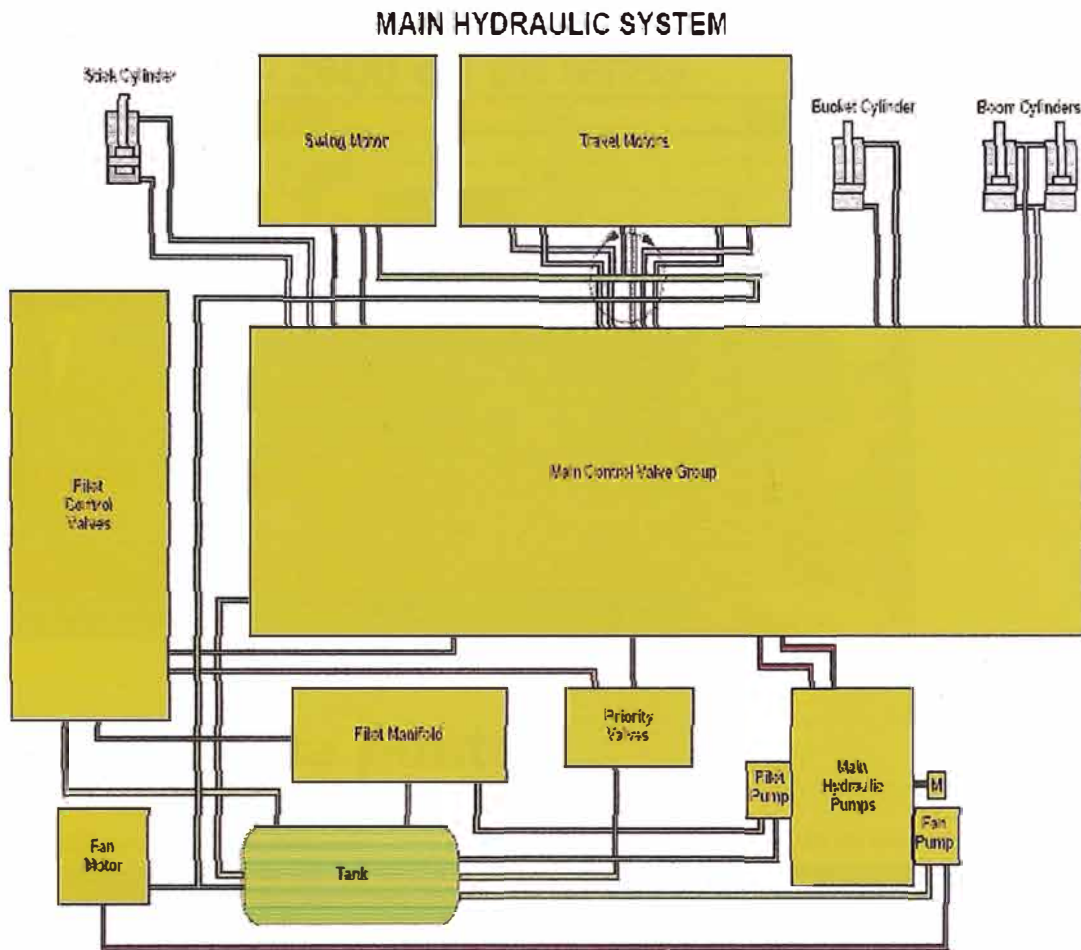 MAIN HYDRAULIC SYSTEM
Stick Cylinder
Swing Motor
Travel Motors
Bucket Cylinder
Boom Cylinders
Pilot
Control
Valves
Main Control Valve Group
Pilot Manifold
Priority
Valves
Pilot
Pump
Main
Hydraulic
Pumps
M
Fan
Pump
Fan
Motor
Tank